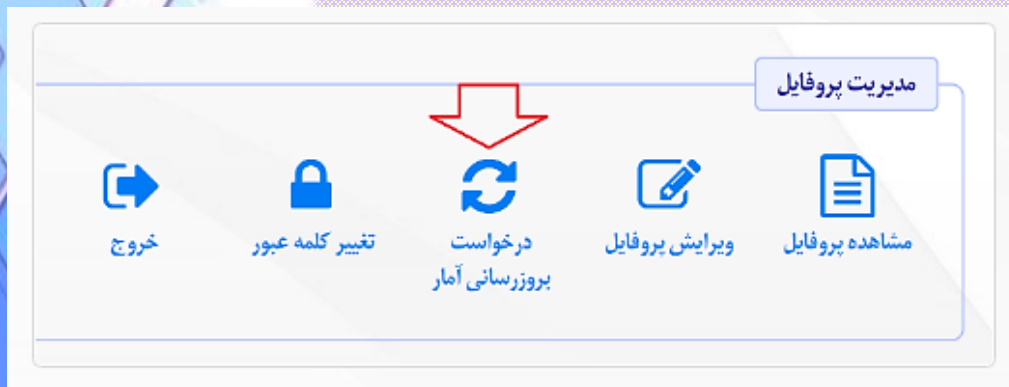 مدیریت پروفایل
مشاهده پروفایل
ویرایش پروفایل
درخواست
بروزرسانی آمار
تغییر کلمه عبور
خروج